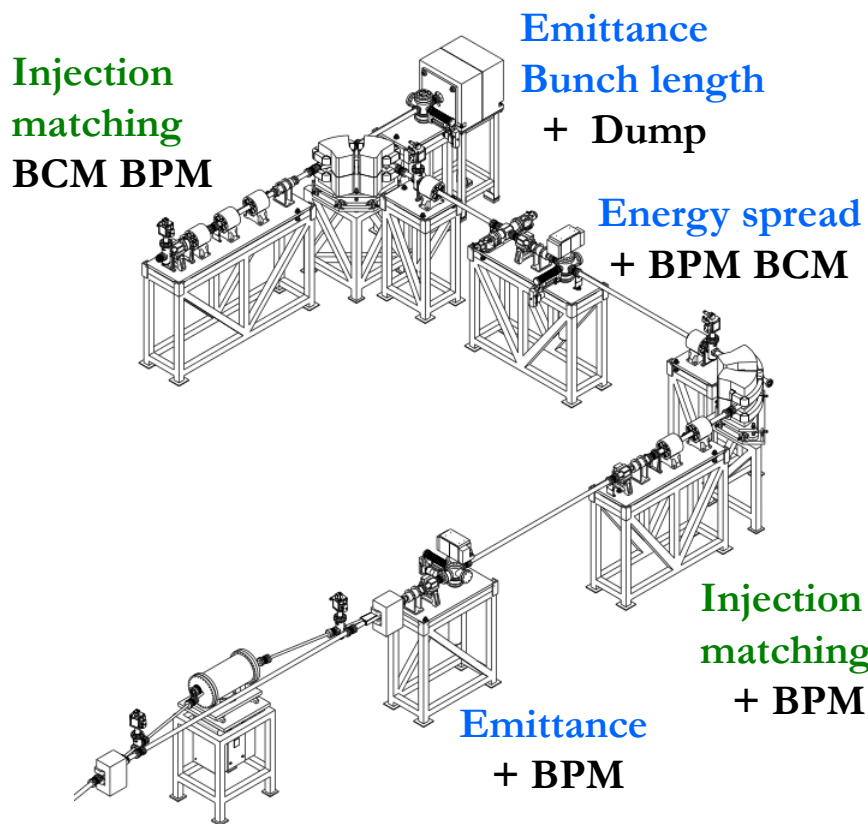 Emittance
Bunch length
+ Dump
Injection
matching
BCM BPM
Energy spread
+ BPM BCM
Injection
matching
+ BPM
Emittance
+ BPM